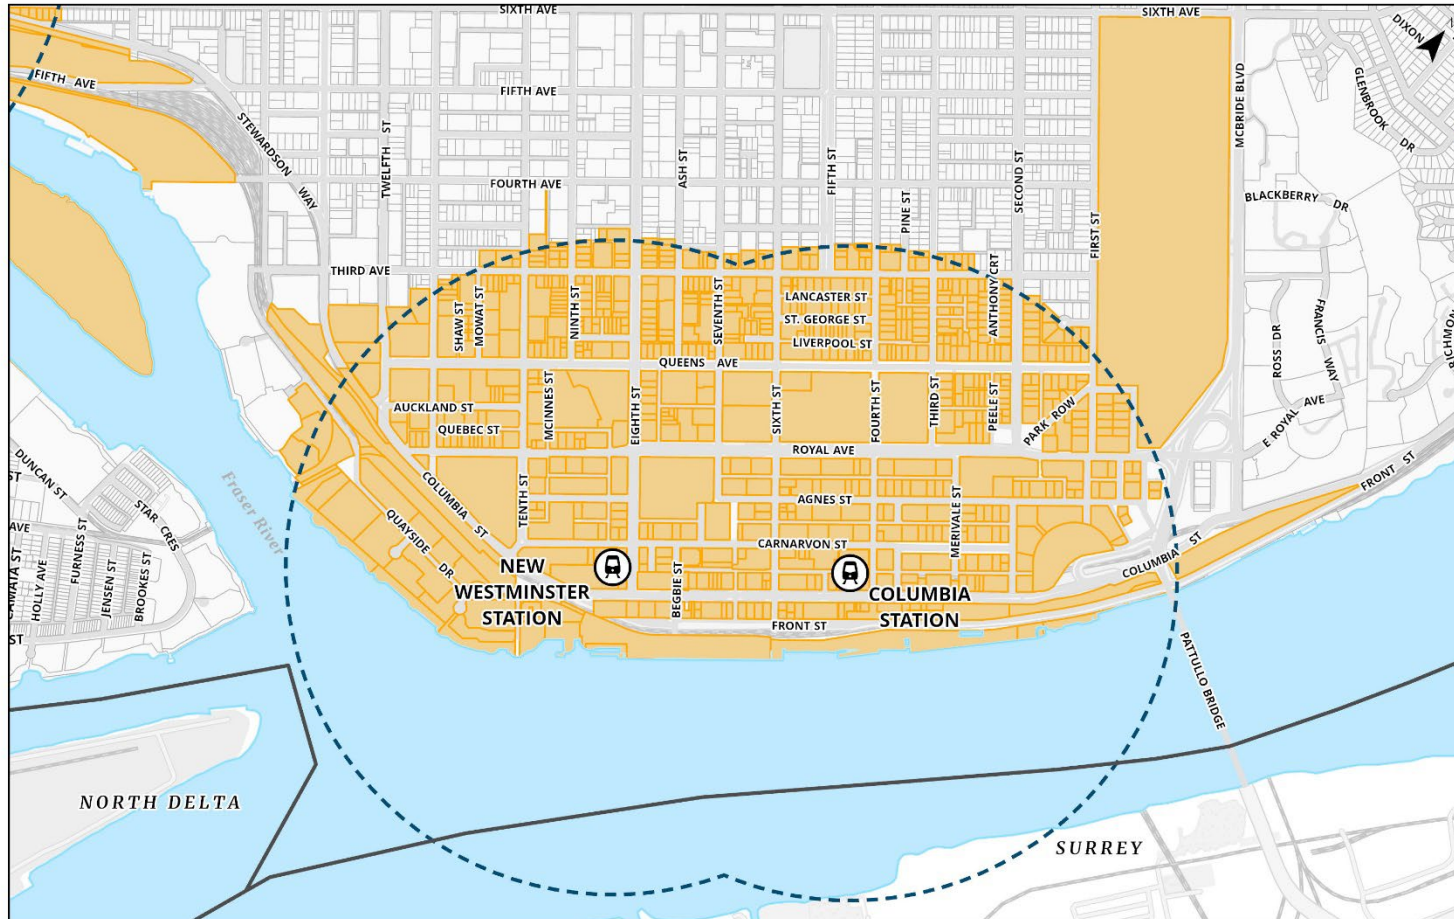 SIXTH AVE
SIXTH AVE
DIXON
FIFTH AVE
FIFTH AVE
STEWARDSON WAY
TWELFTH ST
ASH ST
FIFTH ST
PINE ST
SECOND ST
FIRST ST
MCBRIDE BLVD
GLENBROOK DR
FOURTH AVE
BLACKBERRY DR
THIRD AVE
SHAW ST
MOWAT ST
NINTH ST
SEVENTH ST
LANCASTER ST
ST. GEORGE ST
LIVERPOOL ST
ANTHONY CRT
ROSS DR
FRANCIS WAY
QUEENS AVE
AUCKLAND ST
QUEBEC ST
MCINNES ST
EIGHTH ST
SIXTH ST
FOURTH ST
THIRD ST
PEELE ST
PARK ROW
E ROYAL AVE
ROYAL AVE
DUNCAN ST
ST
STAR CRES
Fraser River
COLUMBIA ST
QUAYSIDE DR
TENTH ST
AGNES ST
MERIVALE ST
FRONT ST
AVE
HOLLY AVE
FURNESS ST
JENSEN ST
BROOKES ST
CARNARVON ST
COLUMBIA ST
NEW
WESTMINSTER
STATION
BEGBIE ST
COLUMBIA
STATION
FRONT ST
ST
PATTULLO BRIDGE
NORTH DELTA
SURREY